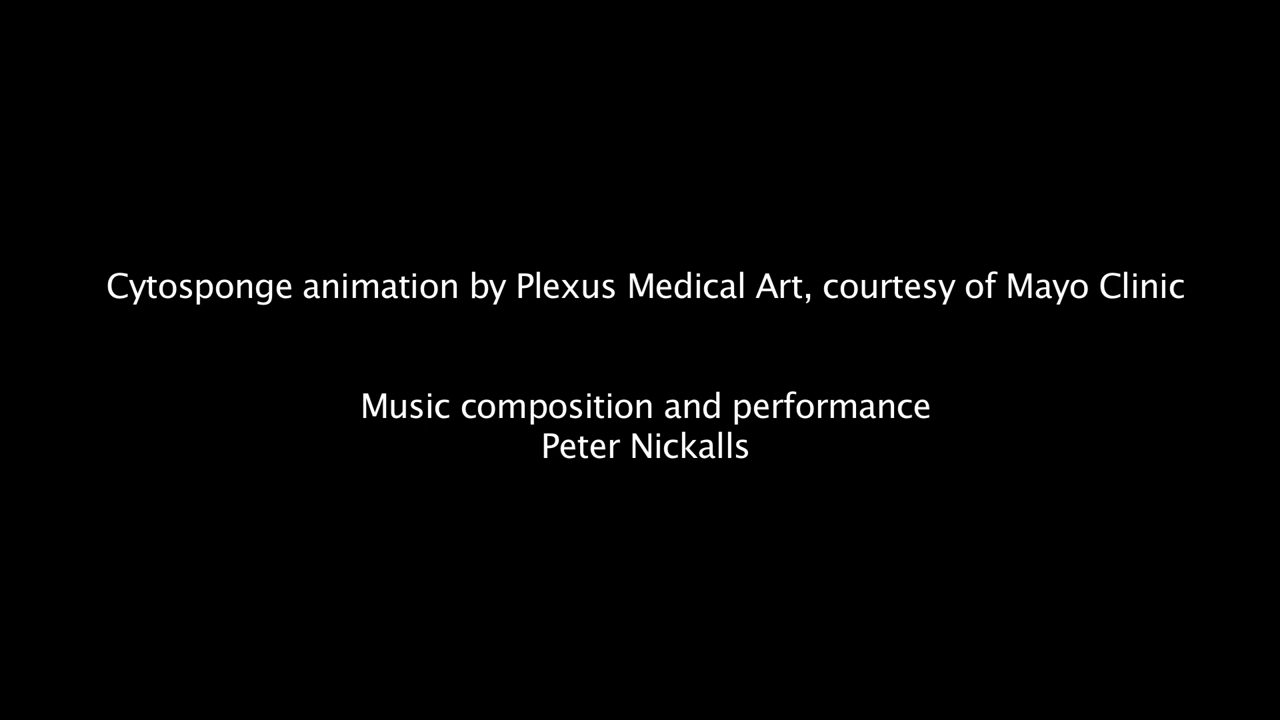 Cytosponge animation by Plexus Medical Art, courtesy of Mayo Clinic
Music composition and performance
Peter Nickalls